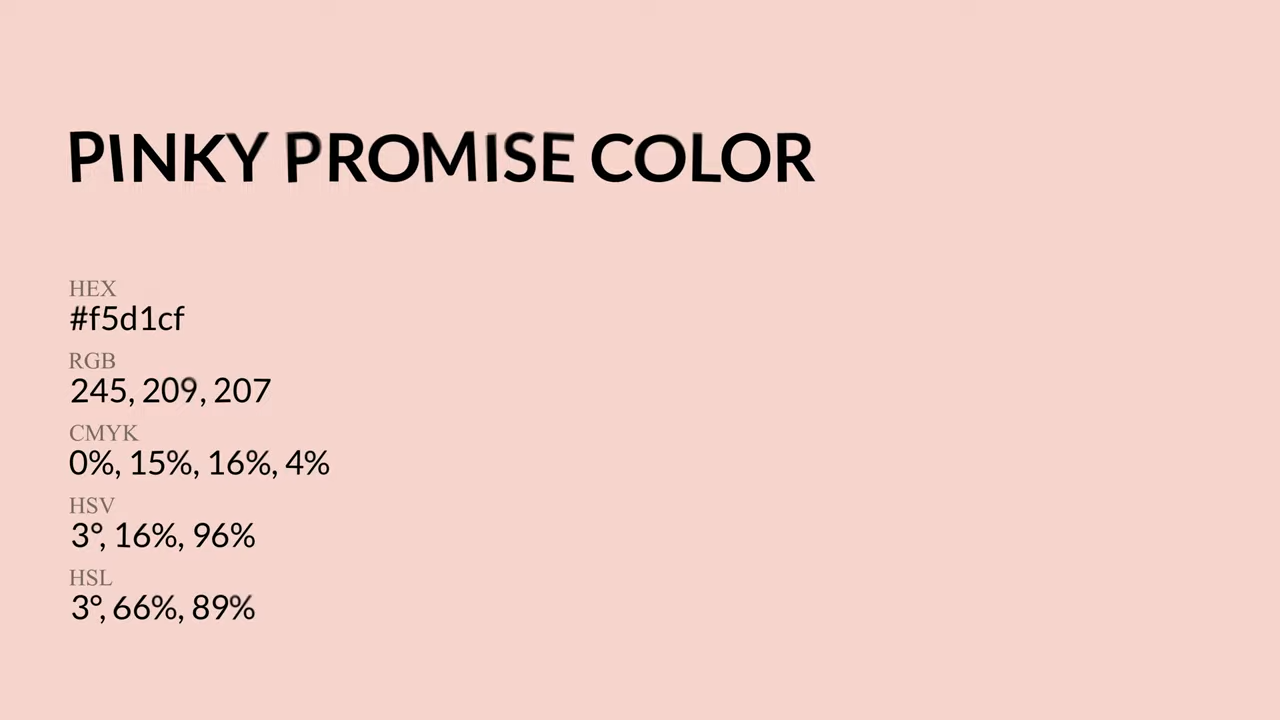 PINKY PROMISE COLOR
HEX
#f5d1cf
RGB
245, 209, 207
CMYK
0%, 15%, 16%, 4%
HSV
3°, 16%, 96%
HSL
3°, 66%, 89%